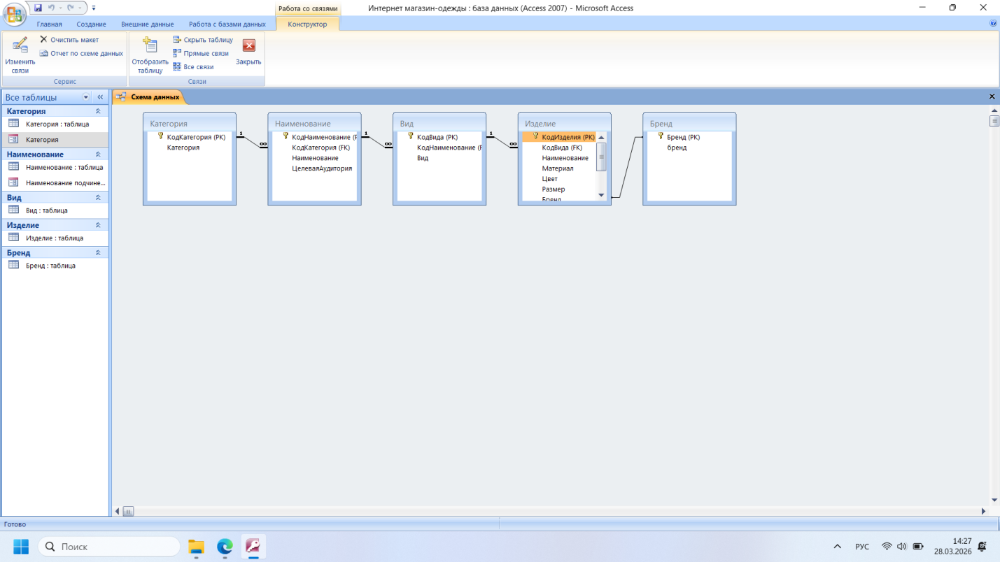 Работа со связями
Интернет магазин-одежды : база данных (Access 2007) - Microsoft Access
Главная
Создание
Внешние данные
Работа с базами данных
Конструктор
Изменить связи
Очистить макет
Отчет по схеме данных
Сервис
Отобразить таблицу
Скрыть таблицу
Прямые связи
Все связи
Закрыть
Связи
Все таблицы
Категория
Категория : таблица
Категория
Наименование
Наименование : таблица
Наименование подчине...
Вид
Вид : таблица
Изделие
Изделие : таблица
Бренд
Бренд : таблица
Схема данных
Категория
КодКатегория (PK)
Категория
1
∞
Наименование
КодНаименование (F
КодКатегория (FK)
Наименование
ЦелеваяАудитория
1
∞
Вид
КодВида (PK)
КодНаименование (F
Вид
1
∞
Изделие
КодИзделия (PK)
КодВида (FK)
Наименование
Материал
Цвет
Размер
Бренд
Бренд
Бренд (PK)
бренд
Готово
Поиск
РУС
14:27
28.03.2026